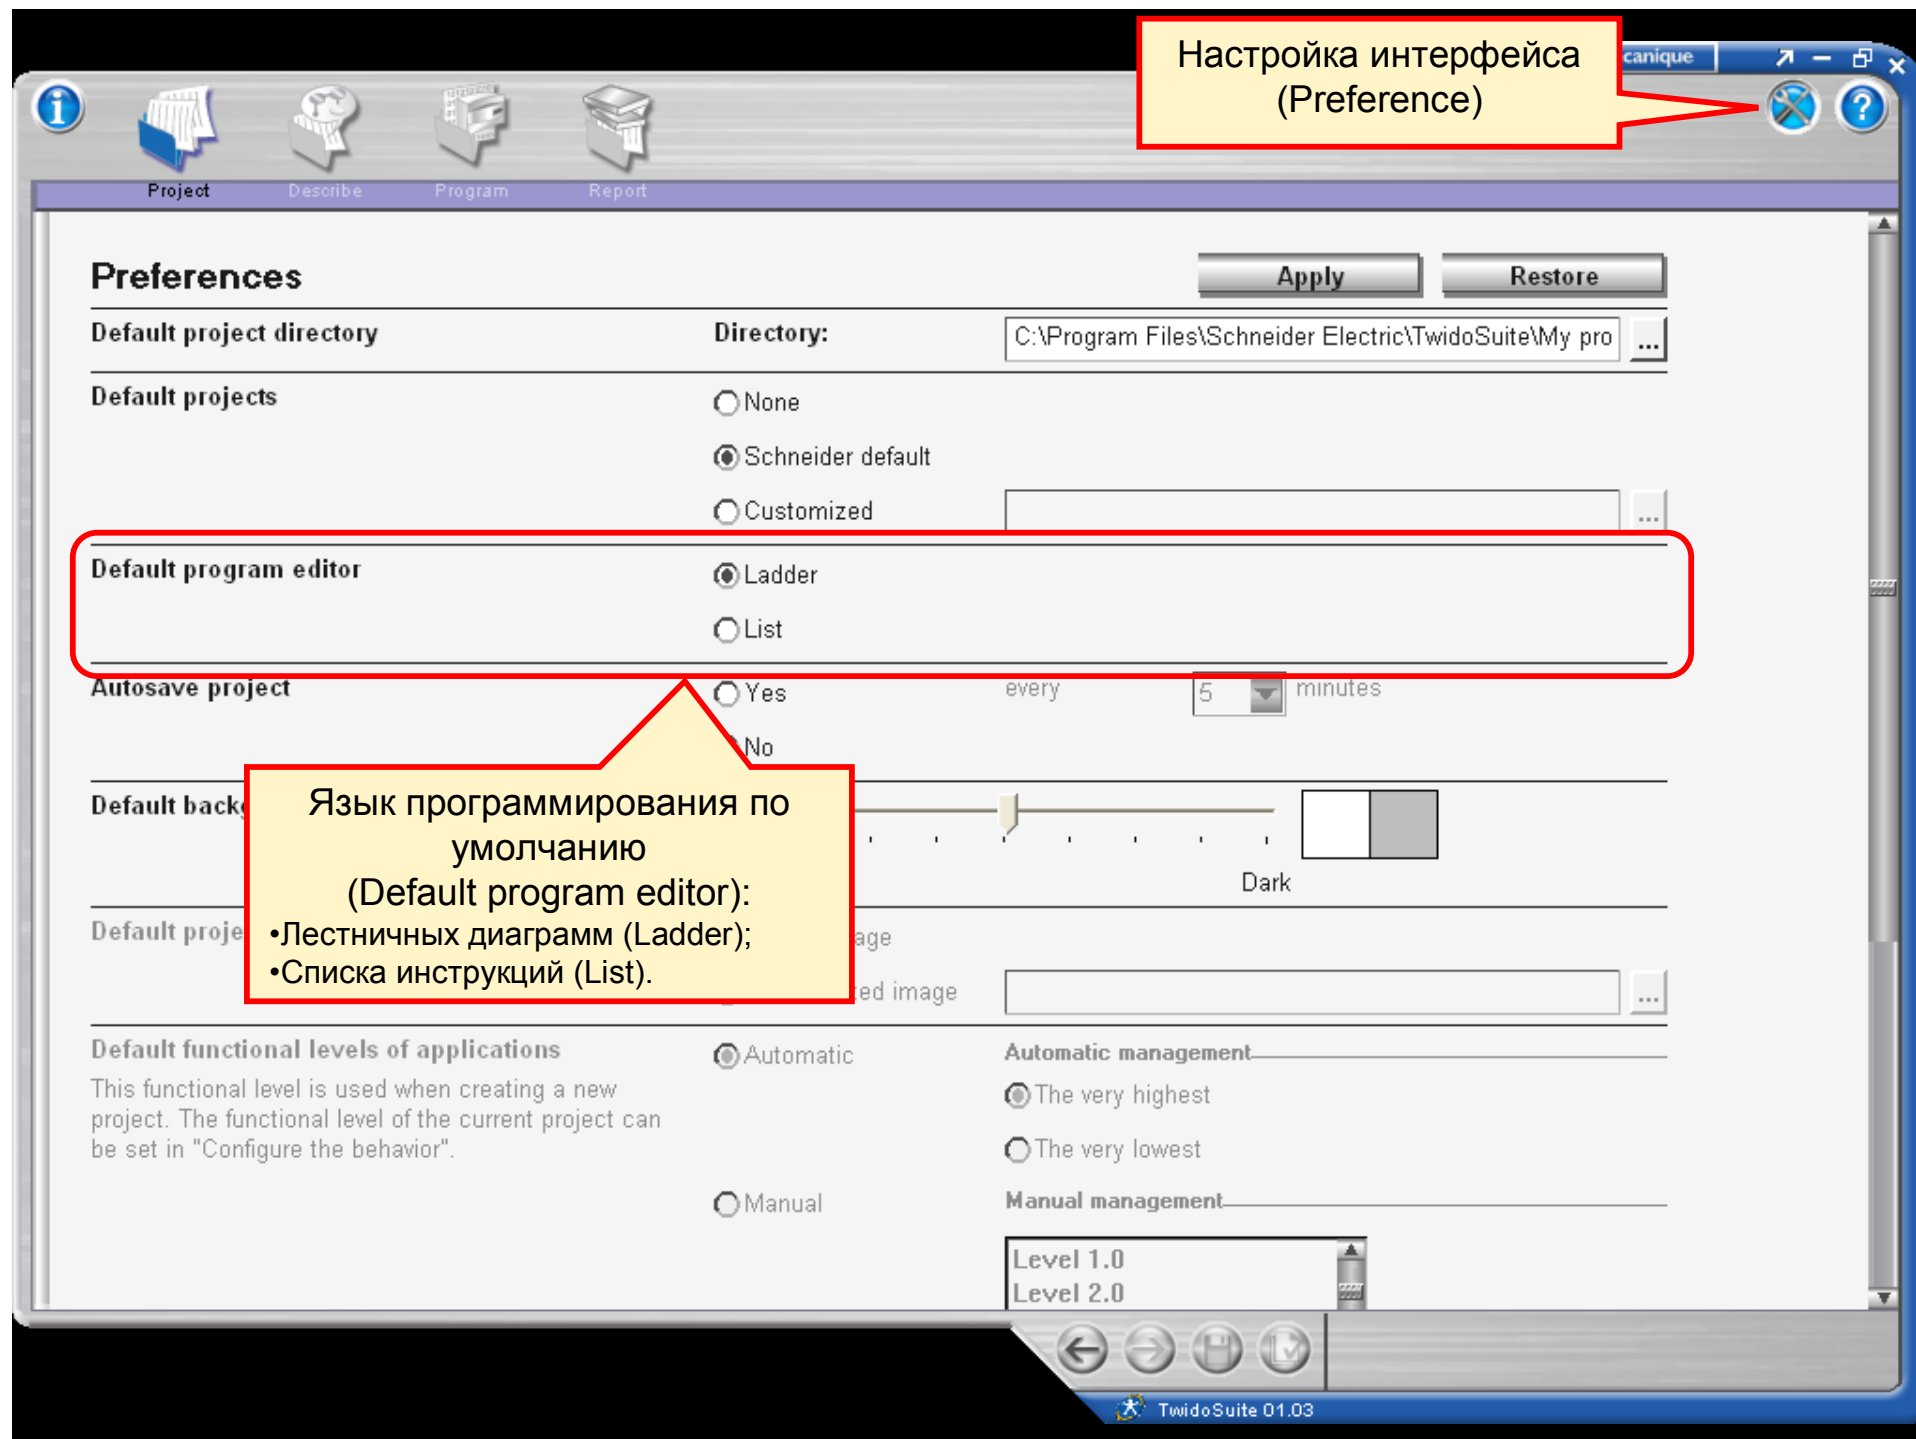 Настройка интерфейса
(Preference)
Project
Describe
Program
Report
Preferences
Apply
Restore
Default project directory
Directory:
C:\Program Files\Schneider Electric\TwidoSuite\My pro
...
Default projects
None
Schneider default
Customized
...
Default program editor
Ladder
List
Autosave project
Yes
every
5
minutes
No
Default
Dark
Язык программирования по
умолчанию
(Default program editor):
•Лестничных диаграмм (Ladder);
•Списка инструкций (List).
Default
image
...
Default functional levels of applications
This functional level is used when creating a new
project. The functional level of the current project can
be set in "Configure the behavior".
Automatic
Automatic management
The very highest
The very lowest
Manual
Manual management
Level 1.0
Level 2.0
TwidoSuite 01.03